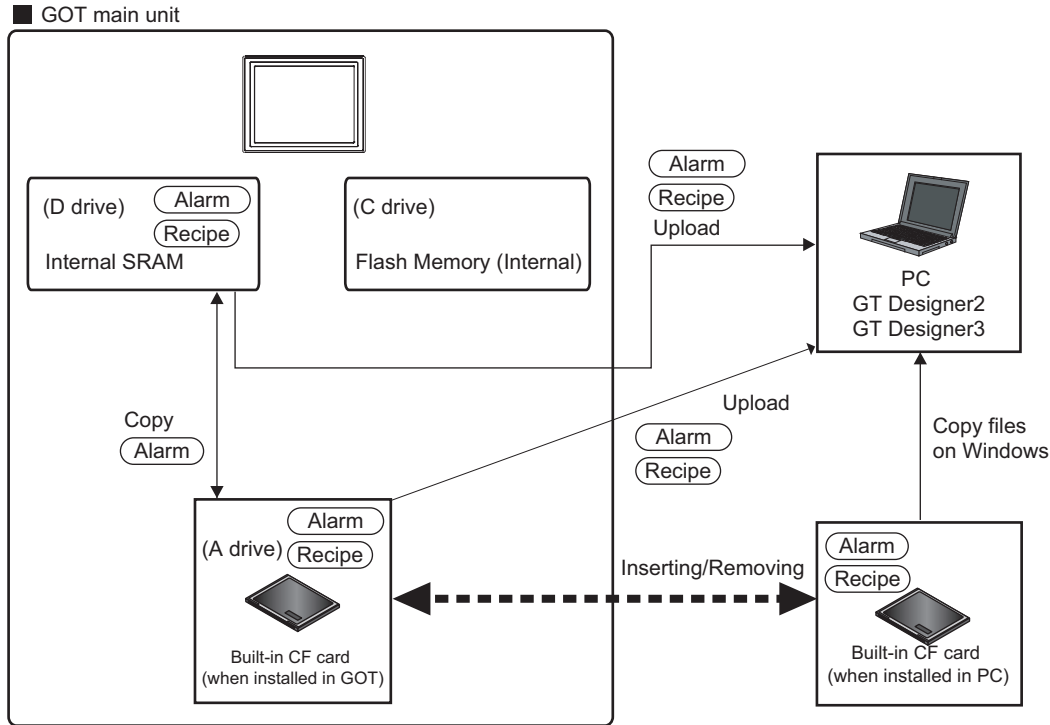 GOT main unit
(D drive)
Alarm
Recipe
Internal SRAM
(C drive)
Flash Memory (Internal)
Alarm
Recipe
Upload
PC
GT Designer2
GT Designer3
Copy
Alarm
Upload
Alarm
Recipe
Copy files
on Windows
(A drive)
Alarm
Recipe
Built-in CF card
(when installed in GOT)
Inserting/Removing
Alarm
Recipe
Built-in CF card
(when installed in PC)